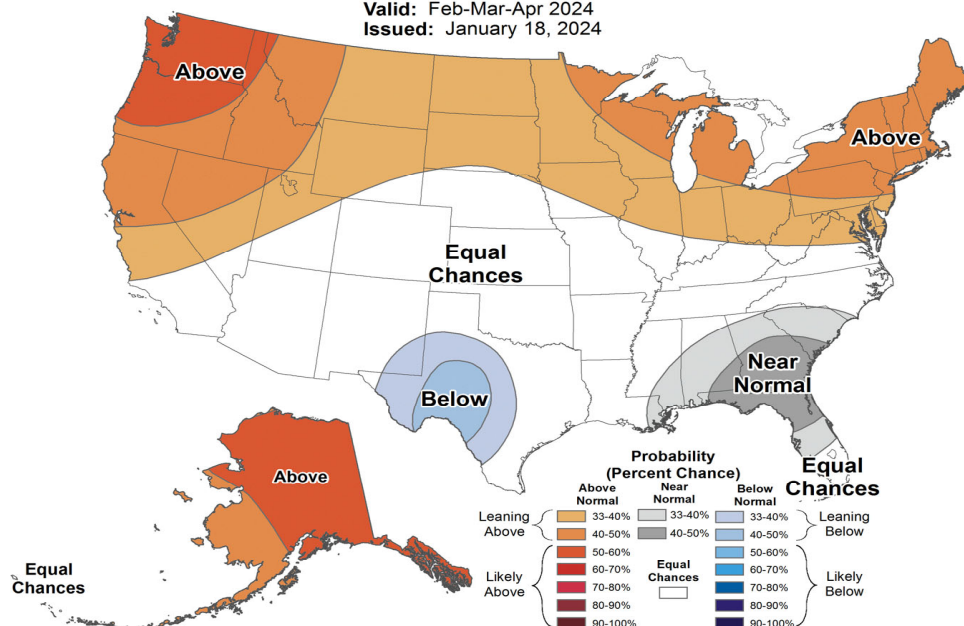 Valid: Feb-Mar-Apr 2024
Issued: January 18, 2024
Above
Above
Equal
Chances
Near
Normal
Below
Above
Equal
Chances
Equal
Chances
Probability
(Percent Chance)
Above
Normal
Near
Normal
Below
Normal
Leaning
Above
33-40%
40-50%
33-40%
40-50%
33-40%
40-50%
Leaning
Below
Likely
Above
50-60%
60-70%
70-80%
80-90%
90-100%
Equal
Chances
50-60%
60-70%
70-80%
80-90%
90-100%
Likely
Below